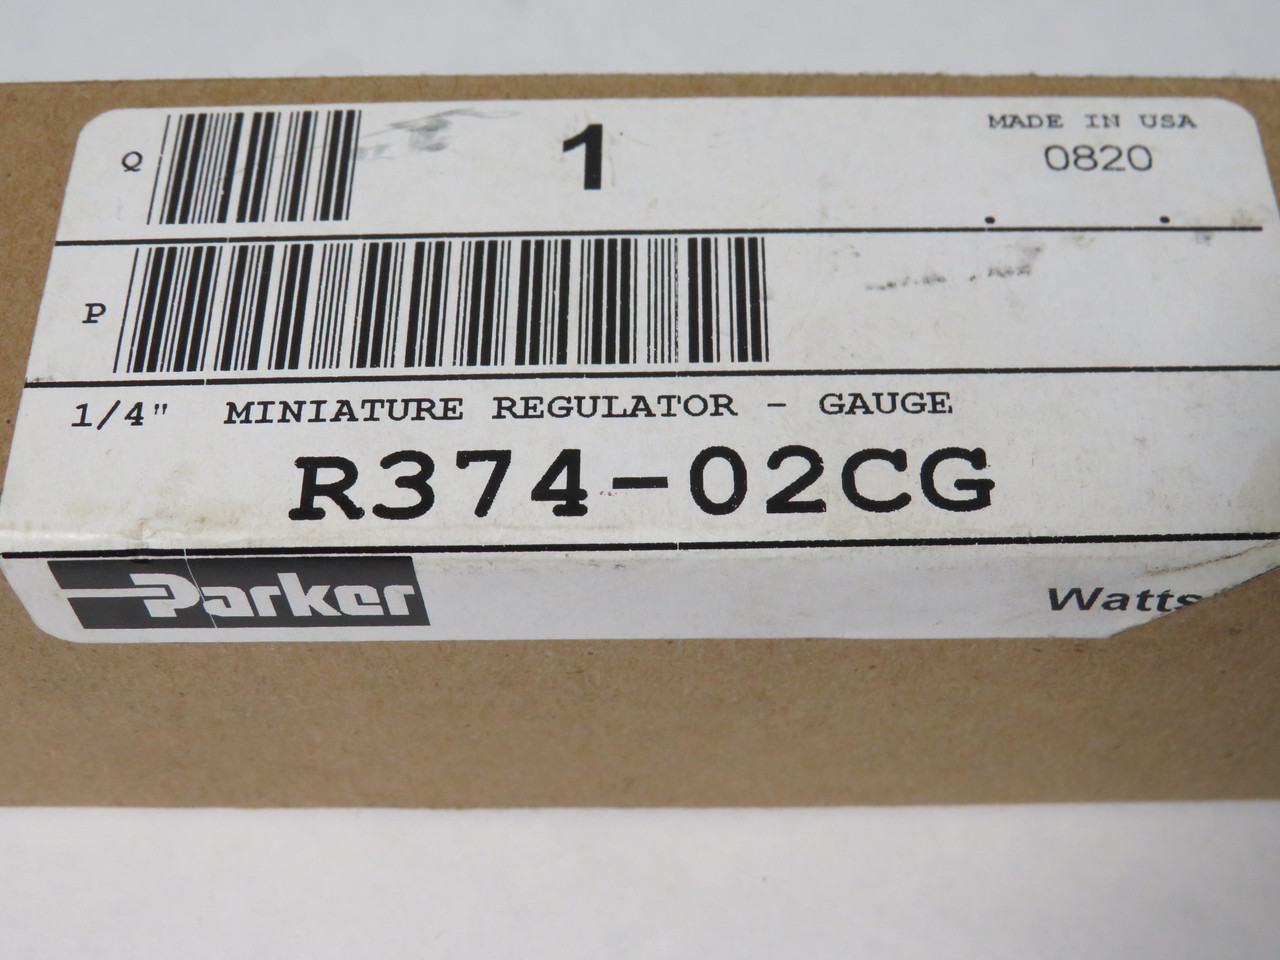 Q 1 MADE IN USA
0820
P
1/4" MINIATURE REGULATOR - GAUGE
R374-02CG
Parker Watts